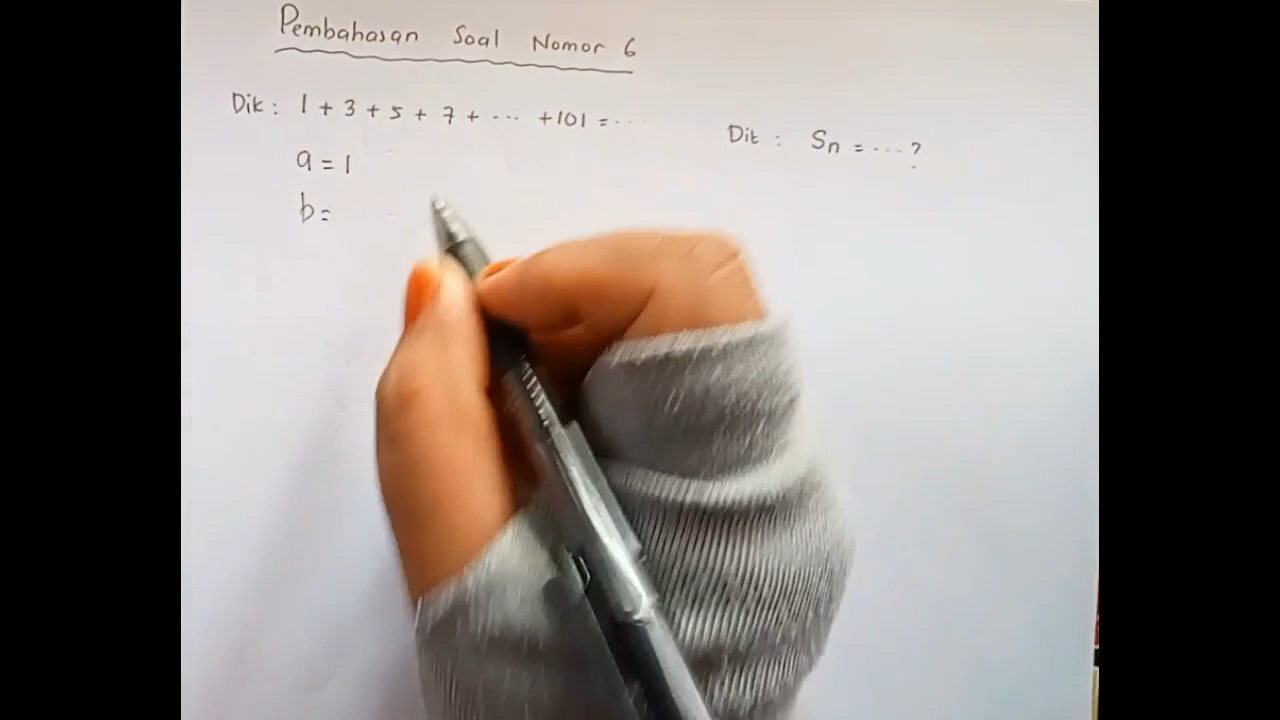 Pembahasan Soal Nomor 6
Dik : 1 + 3 + 5 + 7 + ... + 101 = ....
Dit : Sn = ... ?
a = 1
b =